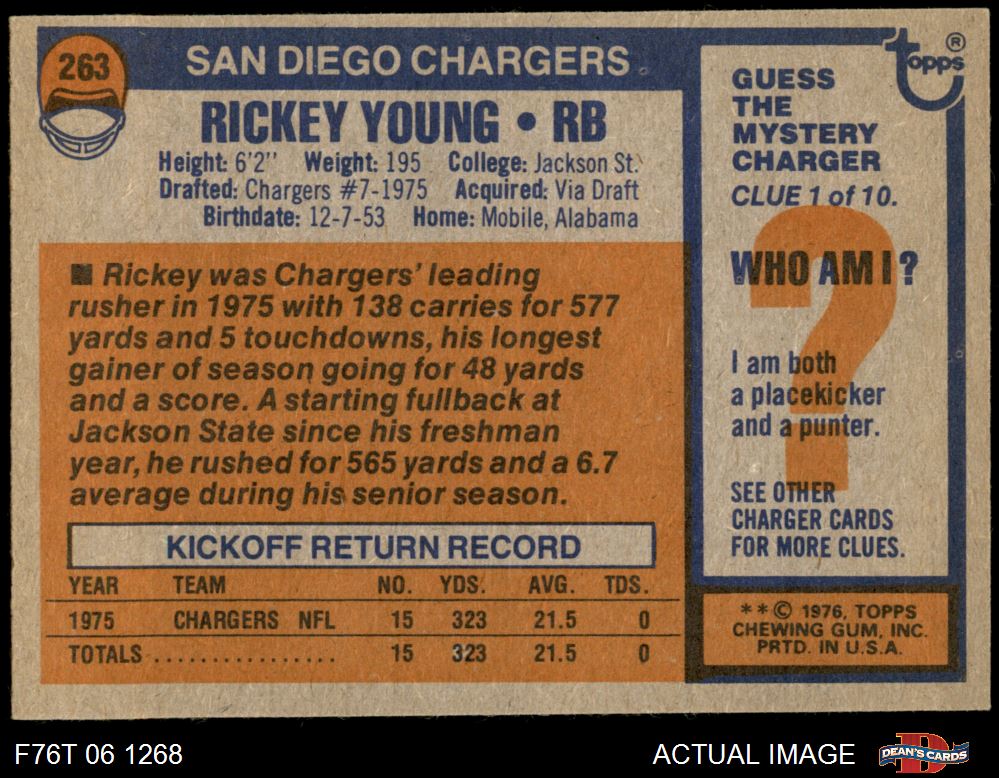 263
SAN DIEGO CHARGERS
RICKEY YOUNG • RB
Height: 6'2" Weight: 195 College: Jackson St.
Drafted: Chargers #7-1975 Acquired: Via Draft
Birthdate: 12-7-53 Home: Mobile, Alabama
■ Rickey was Chargers' leading
rusher in 1975 with 138 carries for 577
yards and 5 touchdowns, his longest
gainer of season going for 48 yards
and a score. A starting fullback at
Jackson State since his freshman
year, he rushed for 565 yards and a 6.7
average during his senior season.
KICKOFF RETURN RECORD
YEAR TEAM NO. YDS. AVG. TDS.
1975 CHARGERS NFL 15 323 21.5 0
TOTALS ................. 15 323 21.5 0
topps ®
GUESS
THE
MYSTERY
CHARGER
CLUE 1 of 10.
?
WHO AM I?
I am both
a placekicker
and a punter.
SEE OTHER
CHARGER CARDS
FOR MORE CLUES.
**© 1976, TOPPS
CHEWING GUM, INC.
PRTD. IN U.S.A.
F76T 06 1268
ACTUAL IMAGE
D
DEAN'S CARDS